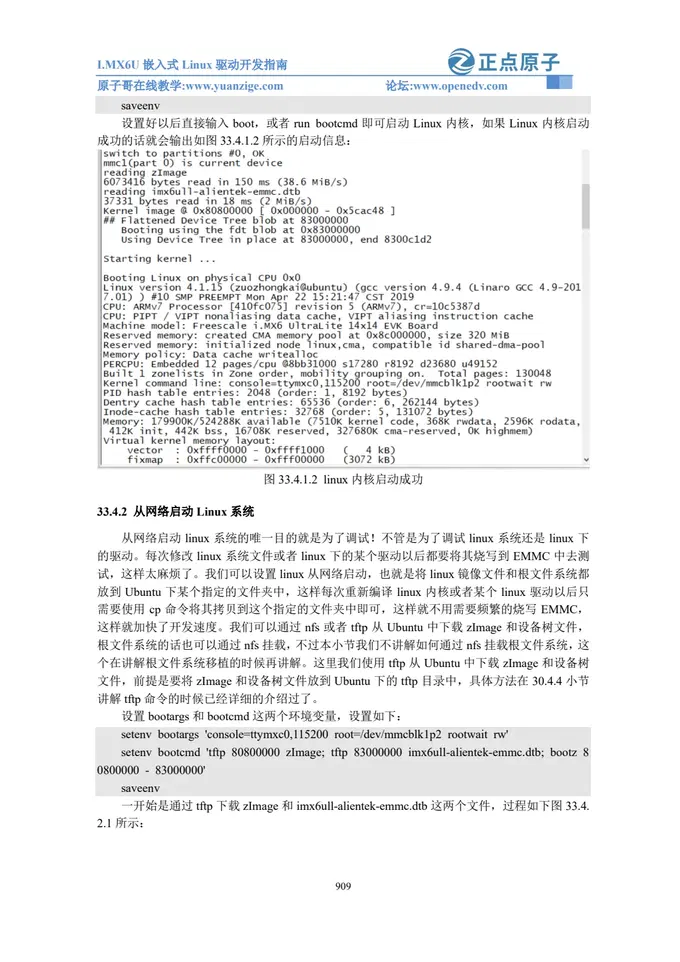 I.MX6U 嵌入式 Linux 驱动开发指南
正点原子
原子哥在线教学:www.yuanzige.com 论坛:www.openedv.com
saveenv
设置好以后直接输入 boot，或者 run bootcmd 即可启动 Linux 内核，如果 Linux 内核启动
成功的话就会输出如图 33.4.1.2 所示的启动信息：
switch to partitions #0, OK
mmc1(part 0) is current device
reading zImage
6073416 bytes read in 150 ms (38.6 MiB/s)
reading imx6ull-alientek-emmc.dtb
37331 bytes read in 18 ms (2 MiB/s)
Kernel image @ 0x80800000 [ 0x000000 - 0x5cac48 ]
## Flattened Device Tree blob at 83000000
Booting using the fdt blob at 0x83000000
Using Device Tree in place at 83000000, end 8300c1d2
Starting kernel ...
Booting Linux on physical CPU 0x0
Linux version 4.1.15 (zuozhongkai@ubuntu) (gcc version 4.9.4 (Linaro GCC 4.9-201
7.01) ) #10 SMP PREEMPT Mon Apr 22 15:21:47 CST 2019
CPU: ARMv7 Processor [410fc075] revision 5 (ARMv7), cr=10c5387d
CPU: PIPT / VIPT nonaliasing data cache, VIPT aliasing instruction cache
Machine model: Freescale i.MX6 UltraLite 14x14 EVK Board
Reserved memory: created CMA memory pool at 0x8c000000, size 320 MiB
Reserved memory: initialized node linux,cma, compatible id shared-dma-pool
Memory policy: Data cache writealloc
PERCPU: Embedded 12 pages/cpu @8bb31000 s17280 r8192 d23680 u49152
Built 1 zonelists in Zone order, mobility grouping on. Total pages: 130048
Kernel command line: console=ttymxc0,115200 root=/dev/mmcblk1p2 rootwait rw
PID hash table entries: 2048 (order: 1, 8192 bytes)
Dentry cache hash table entries: 65536 (order: 6, 262144 bytes)
Inode-cache hash table entries: 32768 (order: 5, 131072 bytes)
Memory: 179900K/524288K available (7510K kernel code, 368K rwdata, 2596K rodata,
412K init, 442K bss, 16708K reserved, 327680K cma-reserved, 0K highmem)
Virtual kernel memory layout:
vector : 0xffff0000 - 0xffff1000 ( 4 kB)
fixmap : 0xffc00000 - 0xfff00000 (3072 kB)
图 33.4.1.2 linux 内核启动成功
33.4.2 从网络启动 Linux 系统
从网络启动 linux 系统的唯一目的就是为了调试！不管是为了调试 linux 系统还是 linux 下
的驱动。每次修改 linux 系统文件或者 linux 下的某个驱动以后都要将其烧写到 EMMC 中去测
试，这样太麻烦了。我们可以设置 linux 从网络启动，也就是将 linux 镜像文件和根文件系统都
放到 Ubuntu 下某个指定的文件夹中，这样每次重新编译 linux 内核或者某个 linux 驱动以后只
需要使用 cp 命令将其拷贝到这个指定的文件夹中即可，这样就不用需要频繁的烧写 EMMC，
这样就加快了开发速度。我们可以通过 nfs 或者 tftp 从 Ubuntu 中下载 zImage 和设备树文件，
根文件系统的话也可以通过 nfs 挂载，不过本小节我们不讲解如何通过 nfs 挂载根文件系统，这
个在讲解根文件系统移植的时候再讲解。这里我们使用 tftp 从 Ubuntu 中下载 zImage 和设备树
文件，前提是要将 zImage 和设备树文件放到 Ubuntu 下的 tftp 目录中，具体方法在 30.4.4 小节
讲解 tftp 命令的时候已经详细的介绍过了。
设置 bootargs 和 bootcmd 这两个环境变量，设置如下：
setenv bootargs 'console=ttymxc0,115200 root=/dev/mmcblk1p2 rootwait rw'
setenv bootcmd 'tftp 80800000 zImage; tftp 83000000 imx6ull-alientek-emmc.dtb; bootz 8
0800000 - 83000000'
saveenv
一开始是通过 tftp 下载 zImage 和 imx6ull-alientek-emmc.dtb 这两个文件，过程如下图 33.4.
2.1 所示：
909